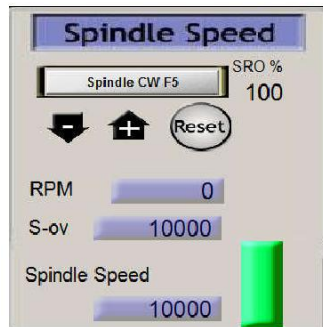 Spindle Speed
Spindle CW F5
SRO %
100
- + Reset
RPM 0
S-ov 10000
Spindle Speed
10000